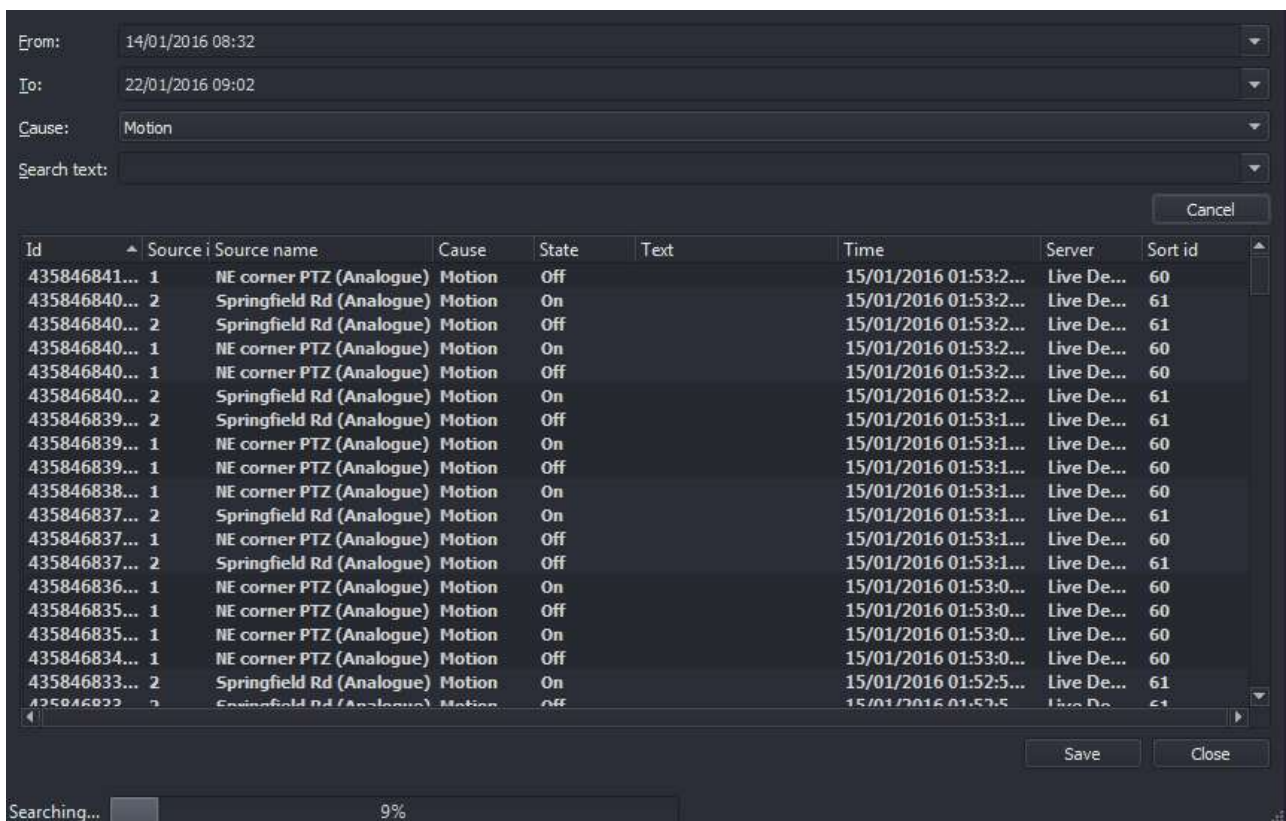 From: 14/01/2016 08:32
To: 22/01/2016 09:02
Cause: Motion
Search text:
Cancel
Id Source i Source name Cause State Text Time Server Sort id
435846841... 1 NE corner PTZ (Analogue) Motion Off 15/01/2016 01:53:2... Live De... 60
435846840... 2 Springfield Rd (Analogue) Motion On 15/01/2016 01:53:2... Live De... 61
435846840... 2 Springfield Rd (Analogue) Motion Off 15/01/2016 01:53:2... Live De... 61
435846840... 1 NE corner PTZ (Analogue) Motion On 15/01/2016 01:53:2... Live De... 60
435846840... 1 NE corner PTZ (Analogue) Motion Off 15/01/2016 01:53:2... Live De... 60
435846840... 2 Springfield Rd (Analogue) Motion On 15/01/2016 01:53:2... Live De... 61
435846839... 2 Springfield Rd (Analogue) Motion Off 15/01/2016 01:53:1... Live De... 61
435846839... 1 NE corner PTZ (Analogue) Motion On 15/01/2016 01:53:1... Live De... 60
435846839... 1 NE corner PTZ (Analogue) Motion Off 15/01/2016 01:53:1... Live De... 60
435846838... 1 NE corner PTZ (Analogue) Motion On 15/01/2016 01:53:1... Live De... 60
435846837... 2 Springfield Rd (Analogue) Motion On 15/01/2016 01:53:1... Live De... 61
435846837... 1 NE corner PTZ (Analogue) Motion Off 15/01/2016 01:53:1... Live De... 60
435846837... 2 Springfield Rd (Analogue) Motion Off 15/01/2016 01:53:1... Live De... 61
435846836... 1 NE corner PTZ (Analogue) Motion On 15/01/2016 01:53:0... Live De... 60
435846835... 1 NE corner PTZ (Analogue) Motion Off 15/01/2016 01:53:0... Live De... 60
435846835... 1 NE corner PTZ (Analogue) Motion On 15/01/2016 01:53:0... Live De... 60
435846834... 1 NE corner PTZ (Analogue) Motion Off 15/01/2016 01:53:0... Live De... 60
435846833... 2 Springfield Rd (Analogue) Motion On 15/01/2016 01:52:5... Live De... 61
435846833... 2 Springfield Rd (Analogue) Motion Off 15/01/2016 01:52:5... Live De... 61
Save Close
Searching... 9%